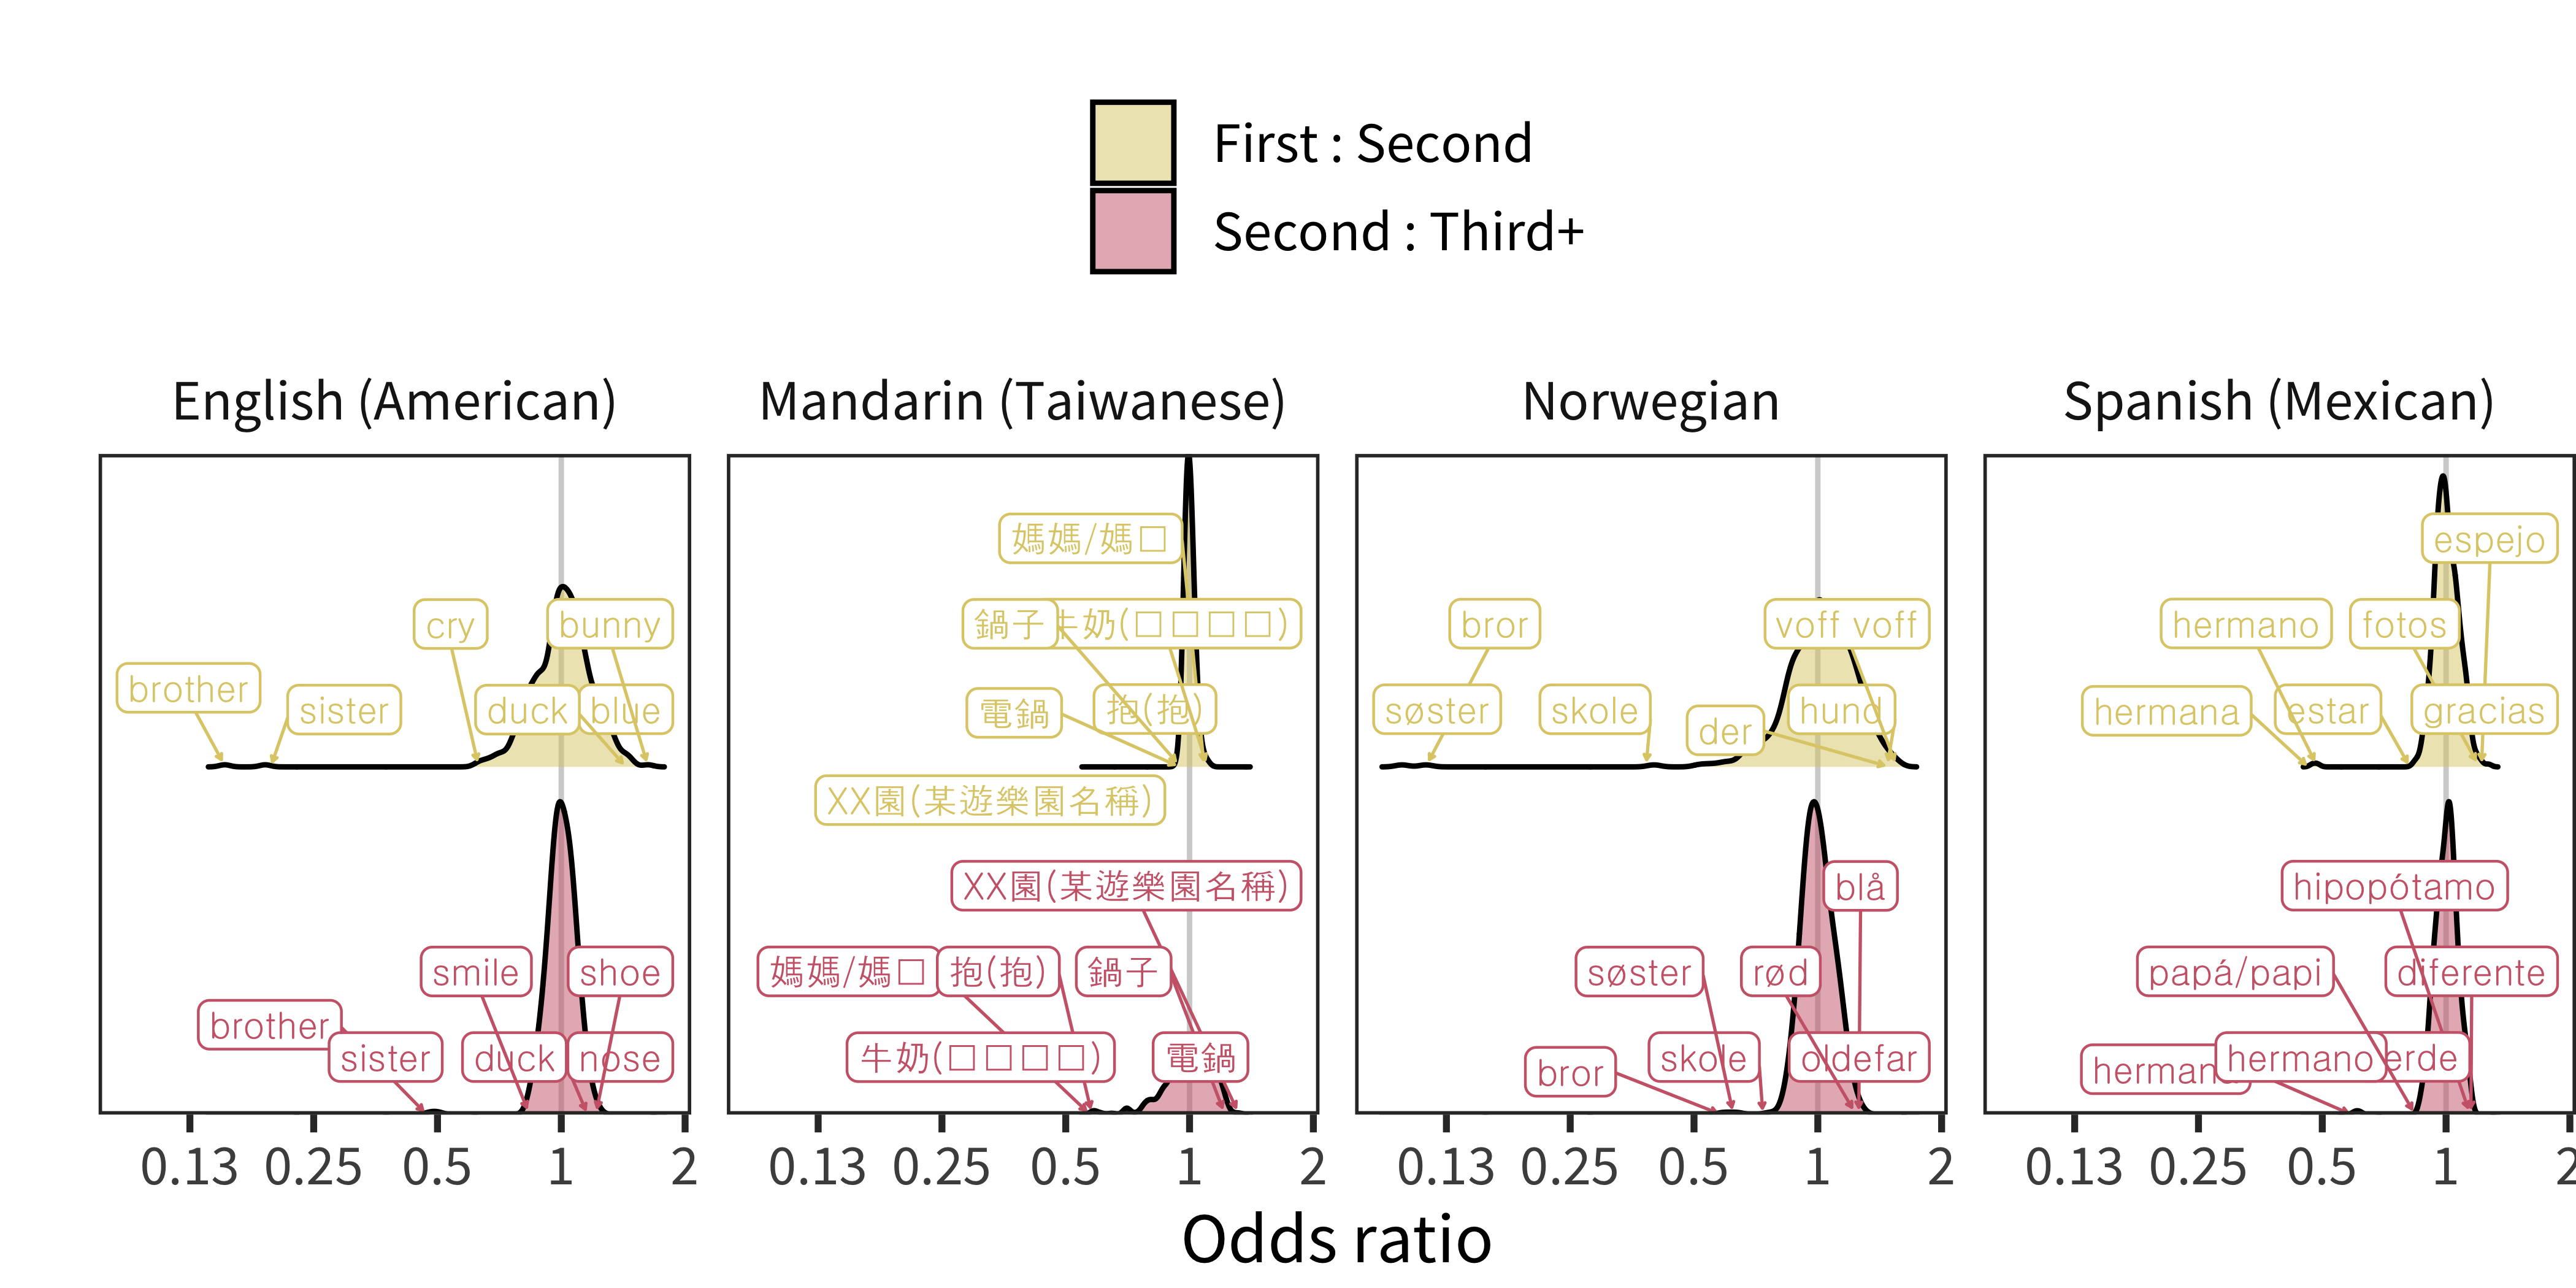 First : Second
Second : Third+
English (American)
Mandarin (Taiwanese)
Norwegian
Spanish (Mexican)
cry
bunny
brother
sister
duck
blue
smile
shoe
brother
sister
duck
nose
媽媽/媽□
鍋子
牛奶(□□□□)
電鍋
抱(抱)
XX園(某遊樂園名稱)
XX園(某遊樂園名稱)
媽媽/媽□
抱(抱)
鍋子
牛奶(□□□□)
電鍋
bror
voff voff
søster
skole
der
hund
blå
søster
rød
bror
skole
oldefar
espejo
hermano
fotos
hermana
estar
gracias
hipopótamo
papá/papi
diferente
hermano
0.13 0.25 0.5 1 2
0.13 0.25 0.5 1 2
0.13 0.25 0.5 1 2
0.13 0.25 0.5 1 2
Odds ratio